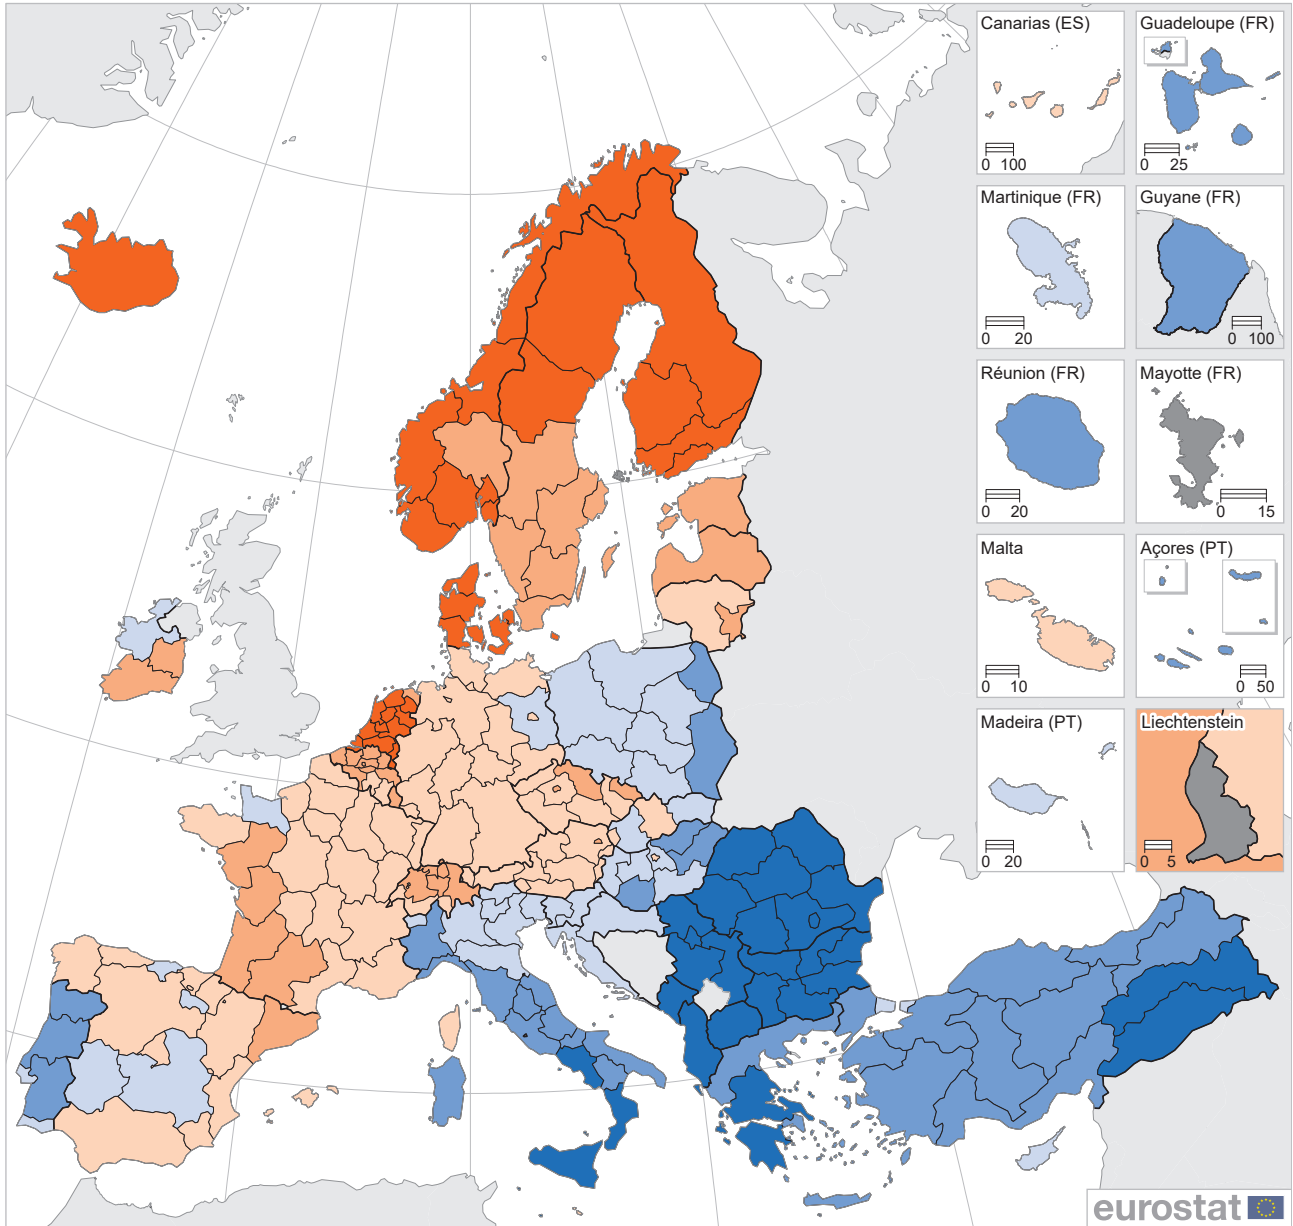 Canarias (ES)
0 100
Guadeloupe (FR)
0 25
Martinique (FR)
0 20
Guyane (FR)
0 100
Réunion (FR)
0 20
Mayotte (FR)
0 15
Malta
0 10
Açores (PT)
0 50
Madeira (PT)
0 20
Liechtenstein
0 5
eurostat